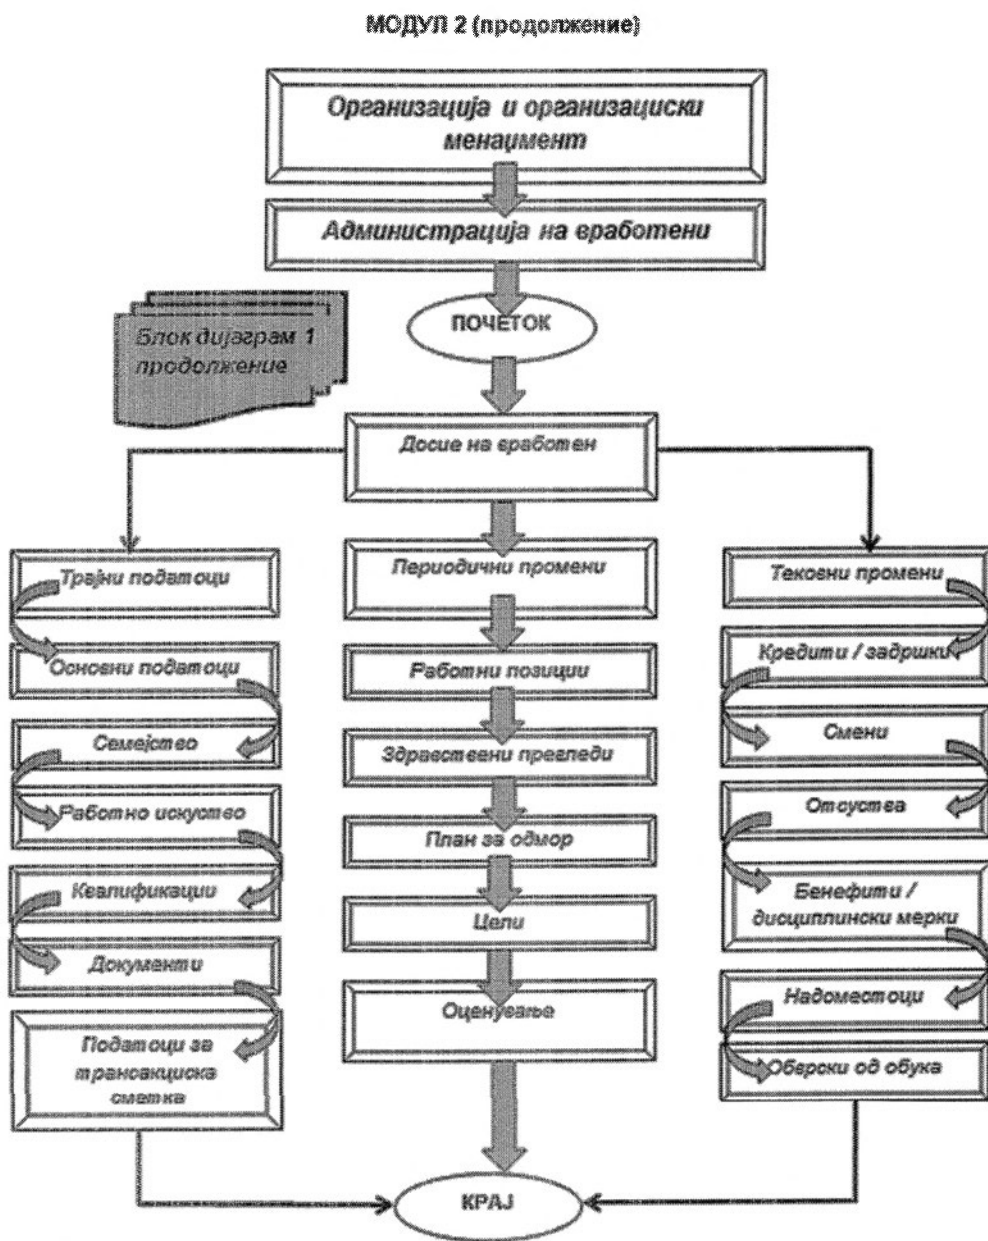 МОДУЛ 2 (продолжение)
Организација и организациски
менаџмент
Администрација на вработени
ПОЧЕТОК
Блок дијаграм 1
продолжение
Досие на вработен
Трајни податоци
Основни податоци
Семејство
Работно искуство
Квалификации
Документи
Податоци за
трансакциска
сметка
Периодични промени
Работни позиции
Здравствени прегледи
План за одмор
Цели
Оценување
Тековни промени
Кредити / задршки
Смени
Отсуства
Бенефити /
дисциплински мерки
Надоместоци
Обврски од обука
КРАЈ